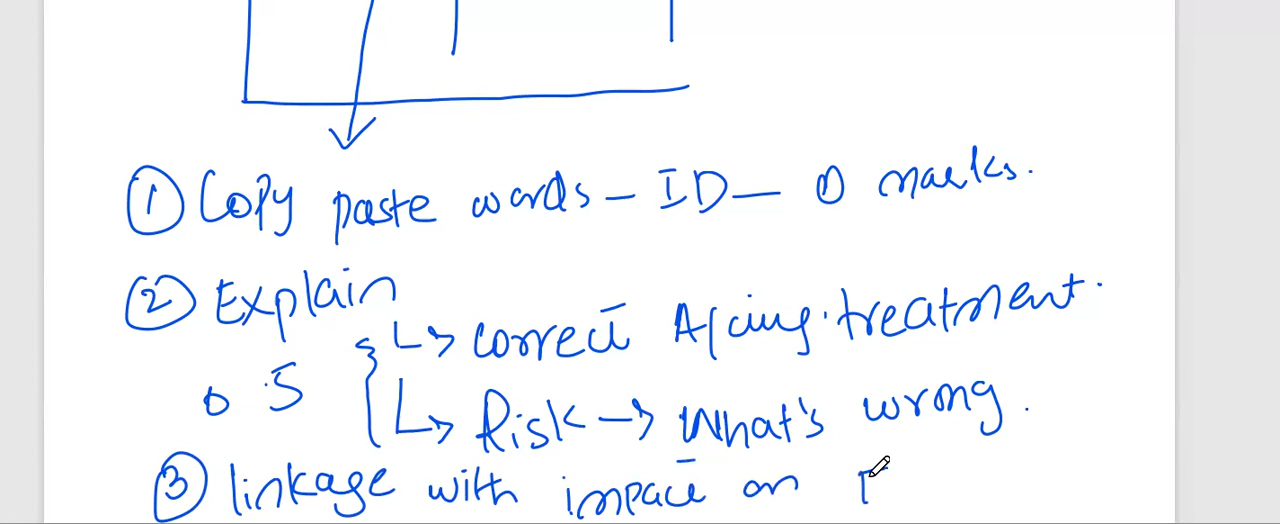 ① Copy paste words - ID - 0 marks.
② Explain
↳ correct A/cing. treatment.
0.5
↳ Risk → What's wrong.
③ linkage with impact on